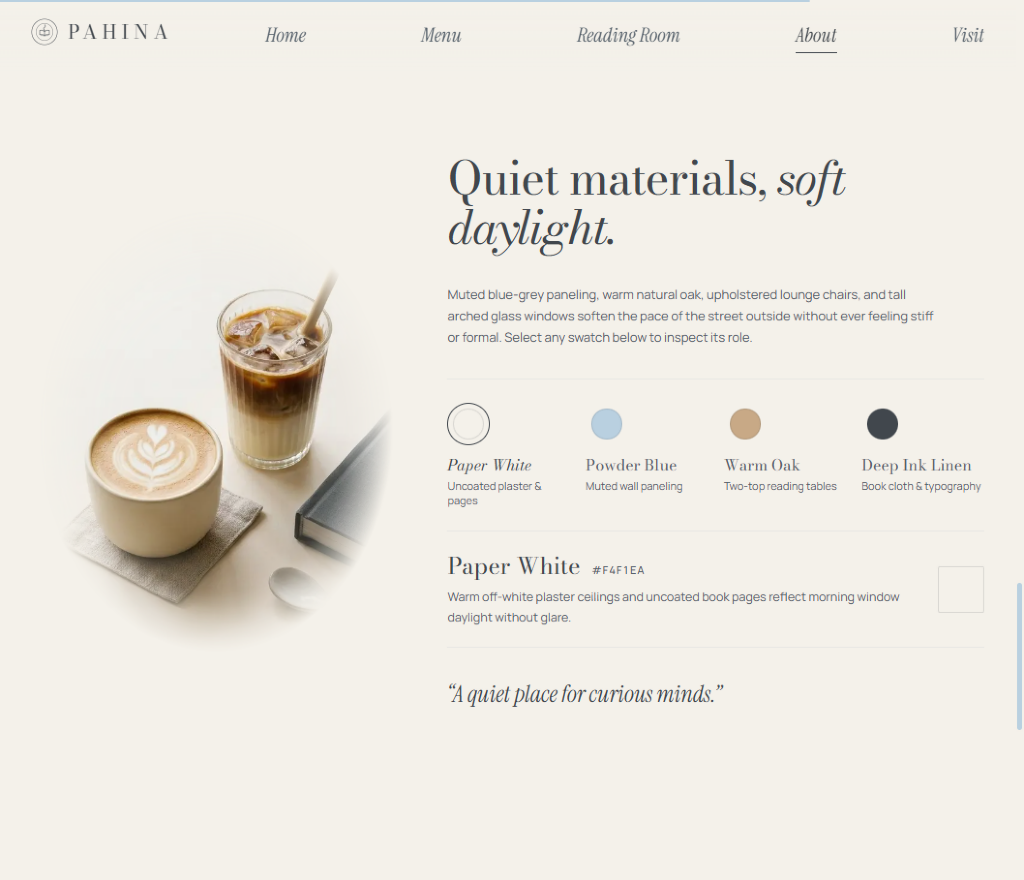 PAHINA
Home
Menu
Reading Room
About
Visit
Quiet materials, soft
daylight.
Muted blue-grey paneling, warm natural oak, upholstered lounge chairs, and tall
arched glass windows soften the pace of the street outside without ever feeling stiff
or formal. Select any swatch below to inspect its role.
Paper White
Uncoated plaster &
pages
Powder Blue
Muted wall paneling
Warm Oak
Two-top reading tables
Deep Ink Linen
Book cloth & typography
Paper White #F4F1EA
Warm off-white plaster ceilings and uncoated book pages reflect morning window
daylight without glare.
“A quiet place for curious minds.”